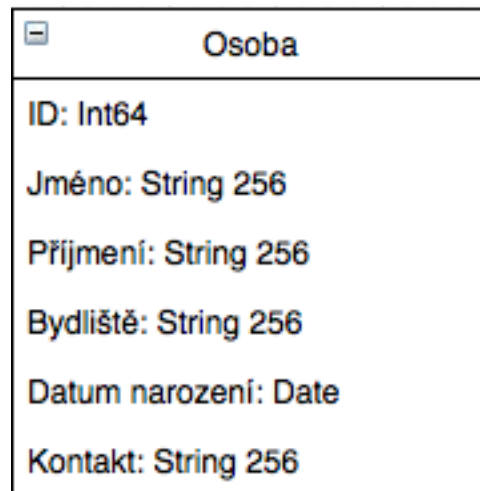 Osoba
ID: Int64
Jméno: String 256
Příjmení: String 256
Bydliště: String 256
Datum narození: Date
Kontakt: String 256